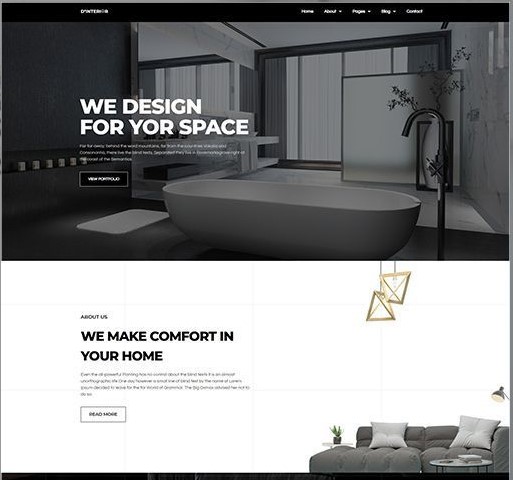 D'INTERIOR
Home About Pages Blog Contact
WE DESIGN
FOR YOR SPACE
Far far away, behind the word mountains, far from the countries Vokalia and
Consonantia, there live the blind texts. Separated they live in Bookmarksgrove right at
the coast of the Semantics
VIEW PORTFOLIO
ABOUT US
WE MAKE COMFORT IN
YOUR HOME
Even the all-powerful Pointing has no control about the blind texts it is an almost
unorthographic life One day however a small line of blind text by the name of Lorem
Ipsum decided to leave for the far World of Grammar. The Big Oxmox advised her not to
do so
READ MORE